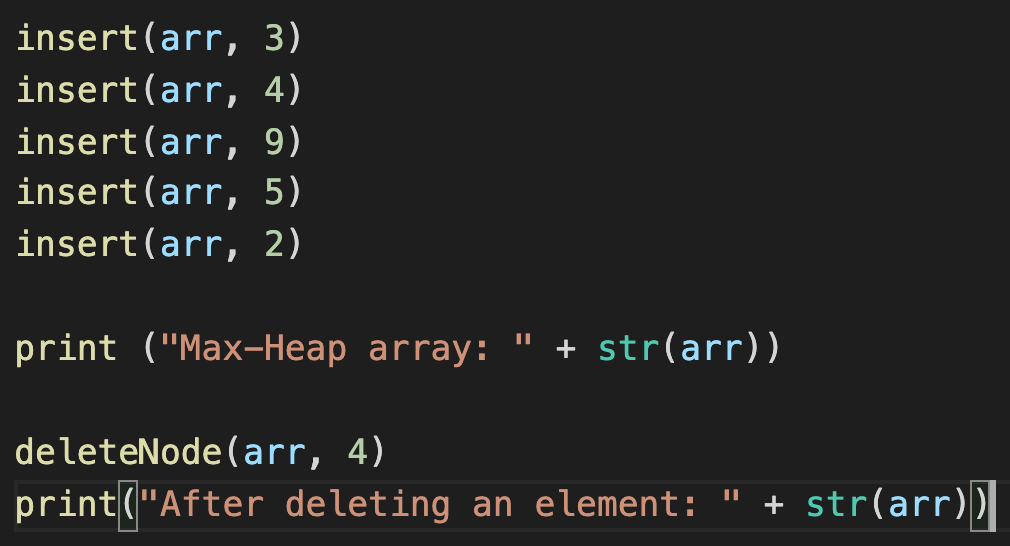 insert(arr, 3)
insert(arr, 4)
insert(arr, 9)
insert(arr, 5)
insert(arr, 2)
print ("Max-Heap array: " + str(arr))
deleteNode(arr, 4)
print("After deleting an element: " + str(arr))